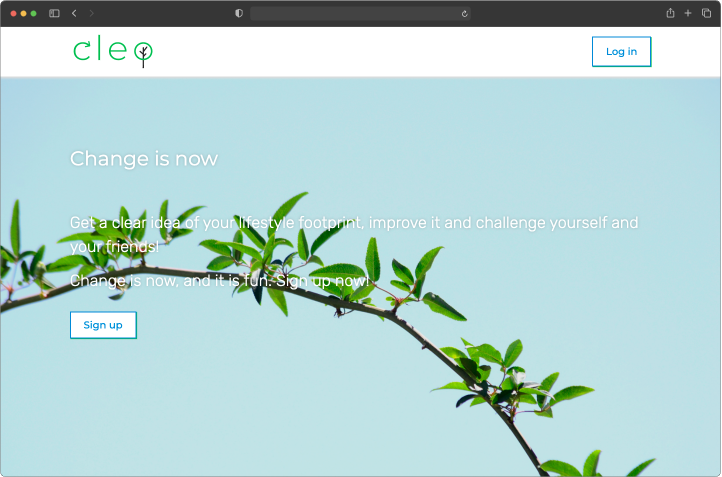 cleo
Log in
Change is now
Get a clear idea of your lifestyle footprint, improve it and challenge yourself and
your friends!
Change is now, and it is fun. Sign up now!
Sign up